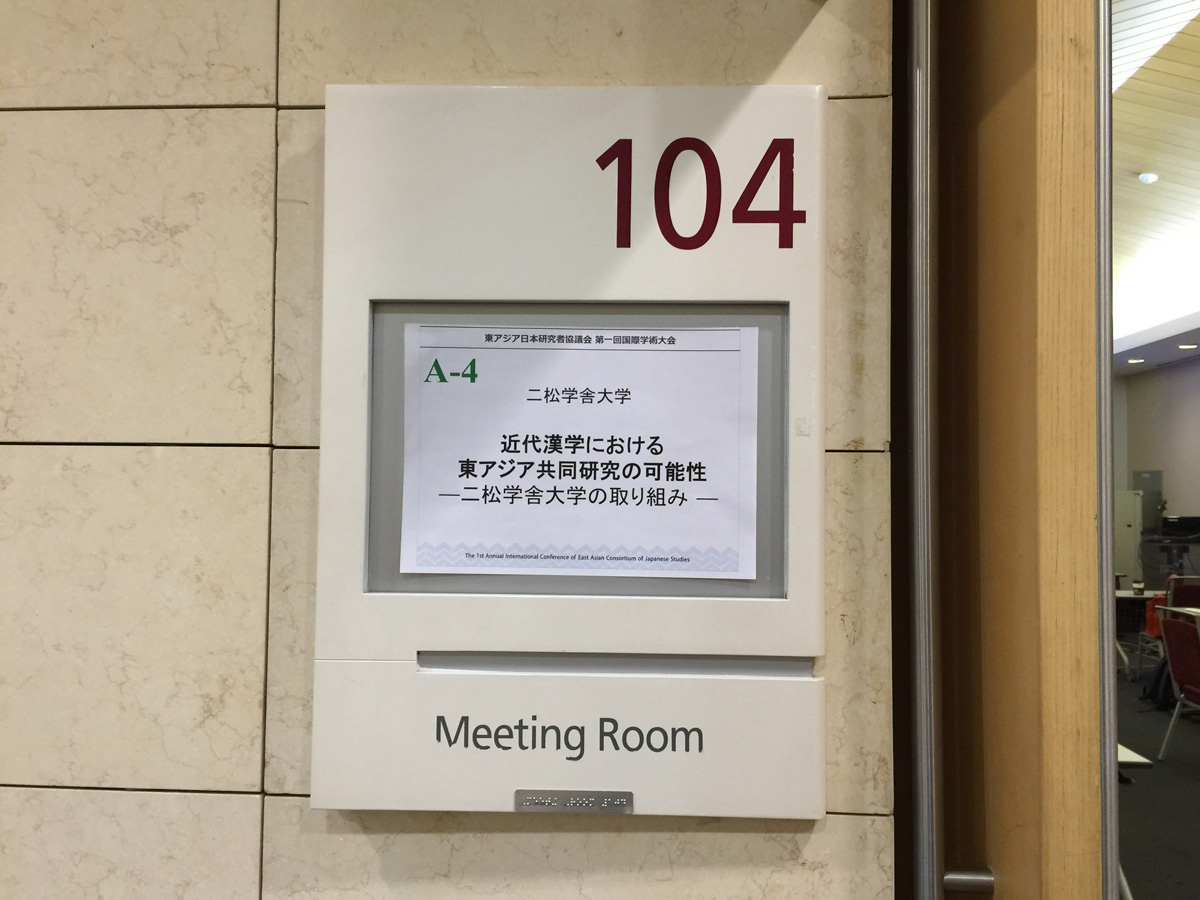 104
東アジア日本研究者協議会 第一回国際学術大会
A-4
二松学舎大学
近代漢学における
東アジア共同研究の可能性
―二松学舎大学の取り組み ―
The 1st Annual International Conference of East Asian Consortium of Japanese Studies
Meeting Room